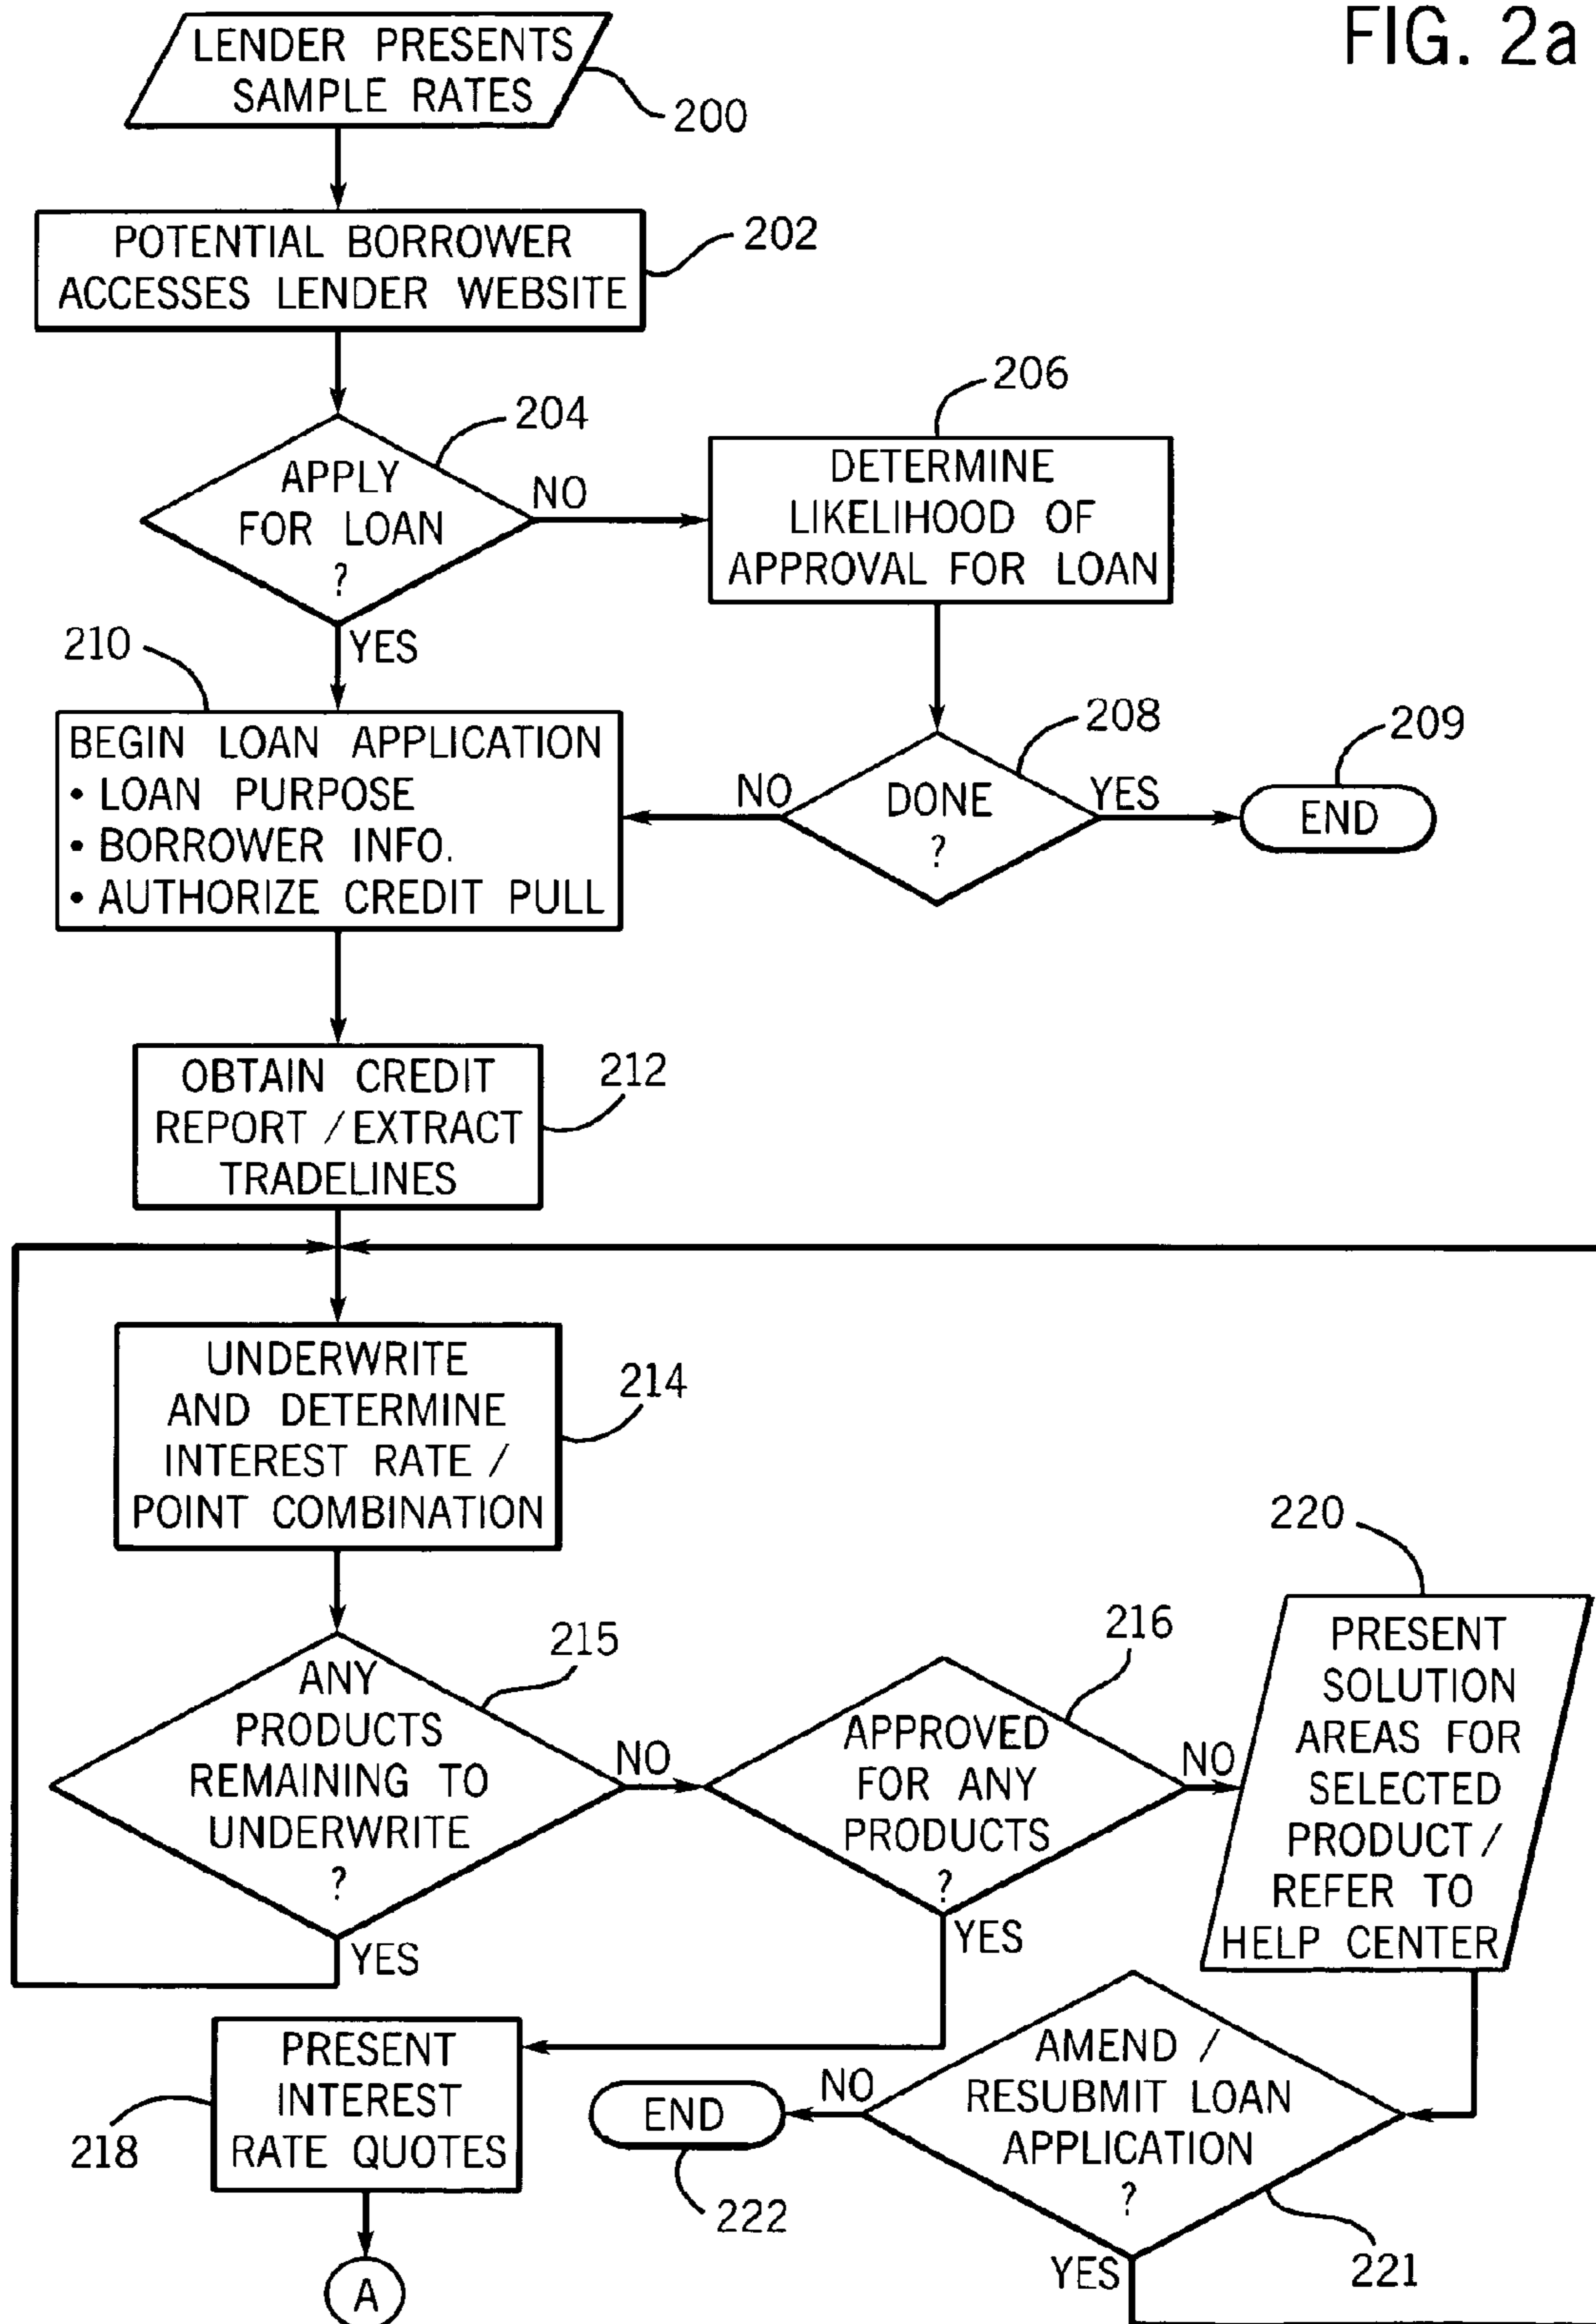 FIG. 2a
LENDER PRESENTS
SAMPLE RATES
200
POTENTIAL BORROWER
ACCESSES LENDER WEBSITE
202
APPLY
FOR LOAN
?
204
NO
YES
206
DETERMINE
LIKELIHOOD OF
APPROVAL FOR LOAN
208
DONE
?
NO
YES
209
END
210
BEGIN LOAN APPLICATION
• LOAN PURPOSE
• BORROWER INFO.
• AUTHORIZE CREDIT PULL
OBTAIN CREDIT
REPORT / EXTRACT
TRADELINES
212
UNDERWRITE
AND DETERMINE
INTEREST RATE /
POINT COMBINATION
214
ANY
PRODUCTS
REMAINING TO
UNDERWRITE
?
215
NO
YES
216
APPROVED
FOR ANY
PRODUCTS
?
NO
YES
220
PRESENT
SOLUTION
AREAS FOR
SELECTED
PRODUCT /
REFER TO
HELP CENTER
PRESENT
INTEREST
RATE QUOTES
218
A
AMEND /
RESUBMIT LOAN
APPLICATION
?
221
NO
END
222
YES